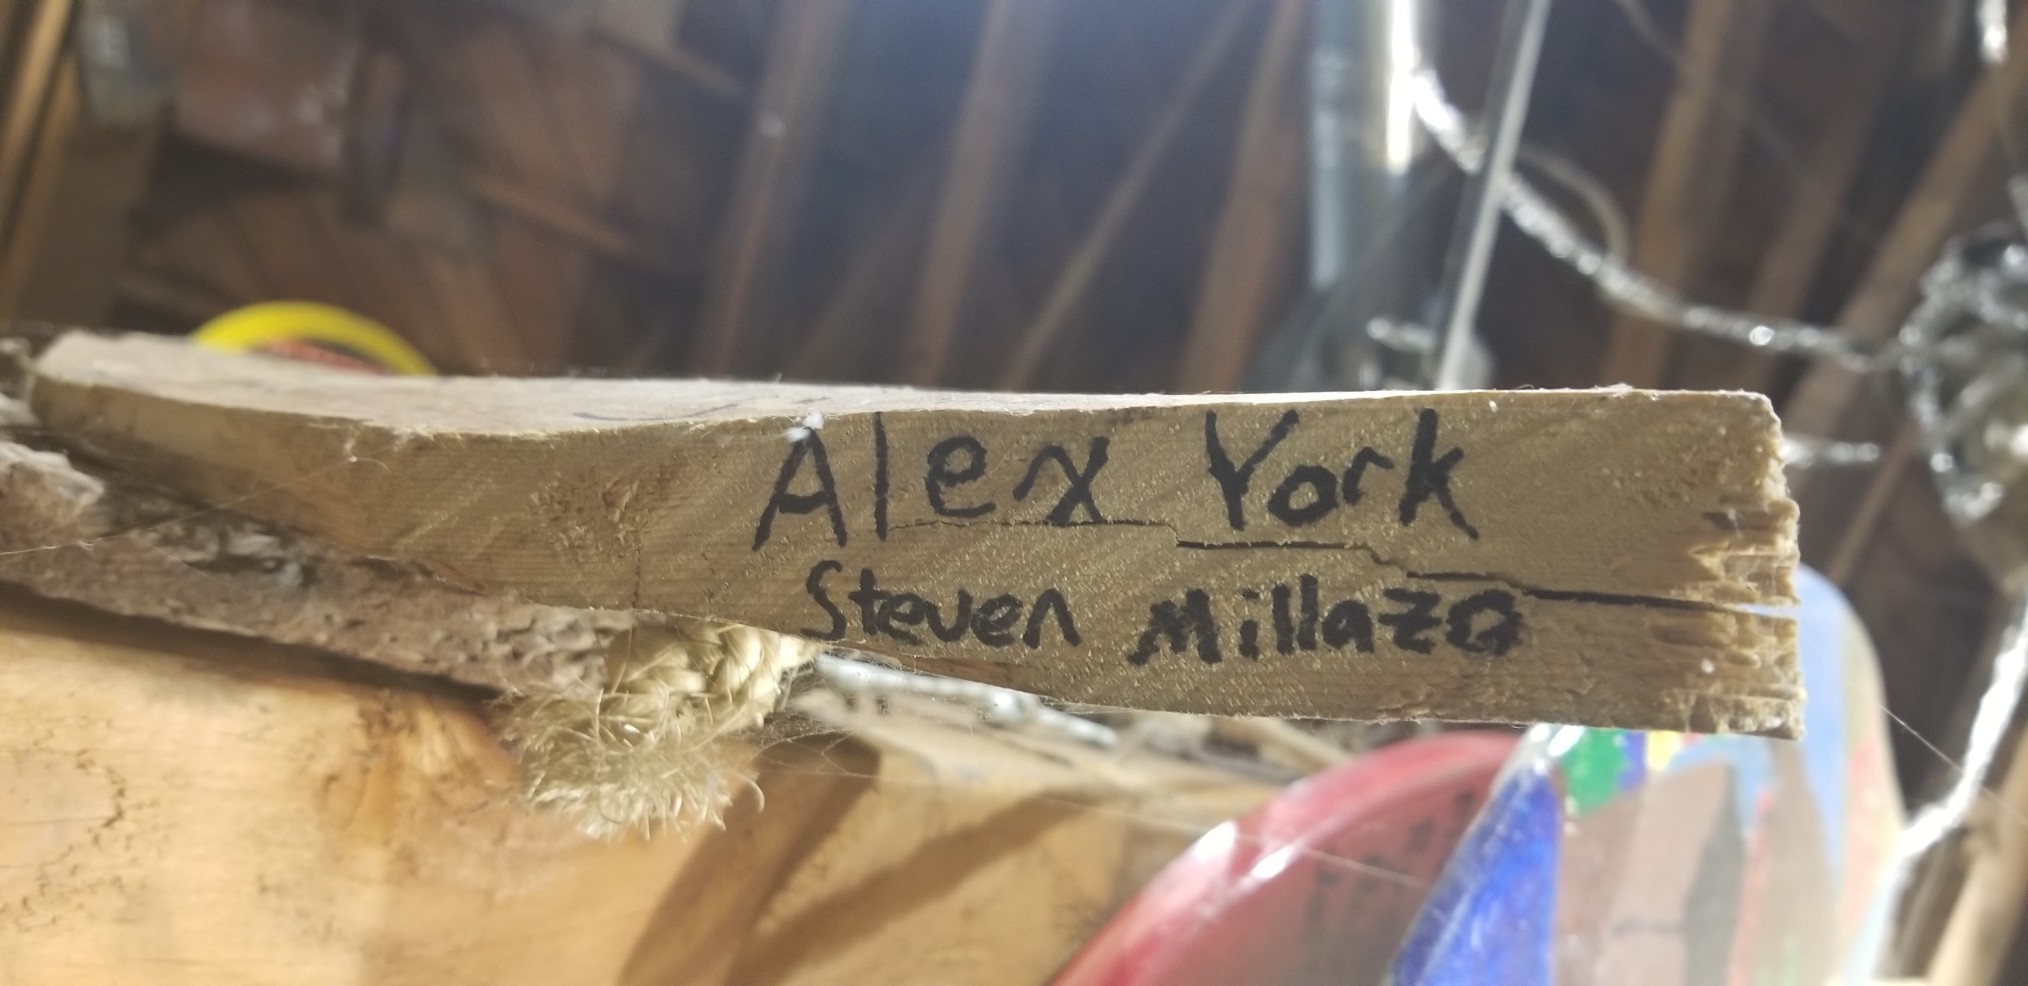 Alex York
Steven Millazo